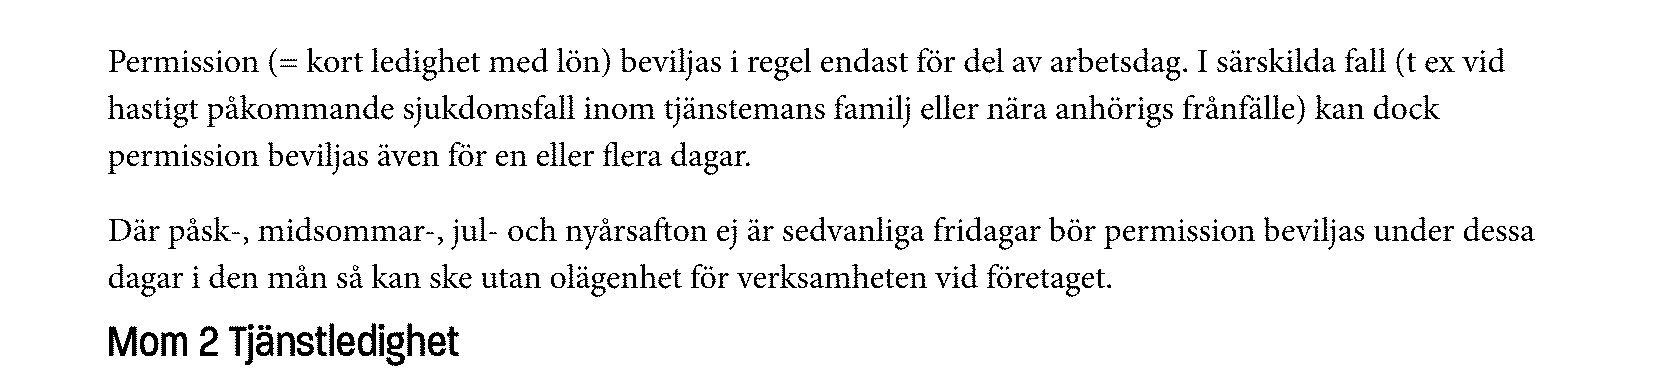 Permission (= kort ledighet med lön) beviljas i regel endast för del av arbetsdag. I särskilda fall (t ex vid
hastigt påkommande sjukdomsfall inom tjänstemans familj eller nära anhörigs frånfälle) kan dock
permission beviljas även för en eller flera dagar.
Där påsk-, midsommar-, jul- och nyårsafton ej är sedvanliga fridagar bör permission beviljas under dessa
dagar i den mån så kan ske utan olägenhet för verksamheten vid företaget.
Mom 2 Tjänstledighet